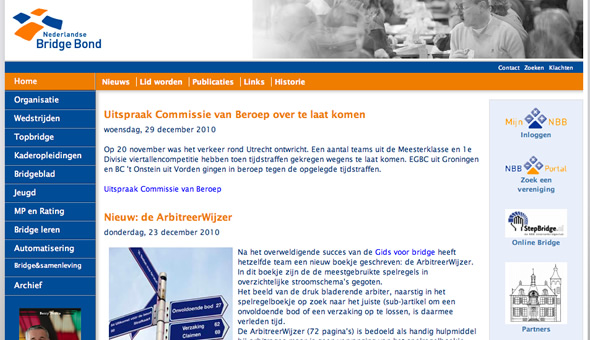 Nederlandse
Bridge Bond
Contact Zoeken Klachten
Home
Nieuws Lid worden Publicaties Links Historie
Organisatie
Wedstrijden
Topbridge
Kaderopleidingen
Bridgeblad
Jeugd
MP en Rating
Bridge leren
Automatisering
Bridge&samenleving
Archief
Uitspraak Commissie van Beroep over te laat komen
woensdag, 29 december 2010
Op 20 november was het verkeer rond Utrecht ontwricht. Een aantal teams uit de Meesterklasse en 1e
Divisie viertallencompetitie hebben toen tijdstraffen gekregen wegens te laat komen. EGBC uit Groningen
en BC 't Onstein uit Vorden gingen in beroep tegen de opgelegde tijdstraffen.
Uitspraak Commissie van Beroep
Nieuw: de ArbitreerWijzer
donderdag, 23 december 2010
Onvoldoende bod 27
Verzaking 62
Claimen 69
Na het overweldigende succes van de Gids voor bridge heeft
hetzelfde team een nieuw boekje geschreven: de ArbitreerWijzer.
In dit boekje zijn de de meestgebruikte spelregels in
overzichtelijke stroomschema's gegoten.
Het beeld van de druk bladerende arbiter, naarstig in het
spelregelboekje op zoek naar het juiste (sub-)artikel om een
onvoldoende bod of een verzaking op te lossen, is daarmee
verleden tijd.
De ArbitreerWijzer (72 pagina's) is bedoeld als handig hulpmiddel
Mijn NBB
Inloggen
NBB Portal
Zoek een
vereniging
StepBridge.nl
Online Bridge
Partners